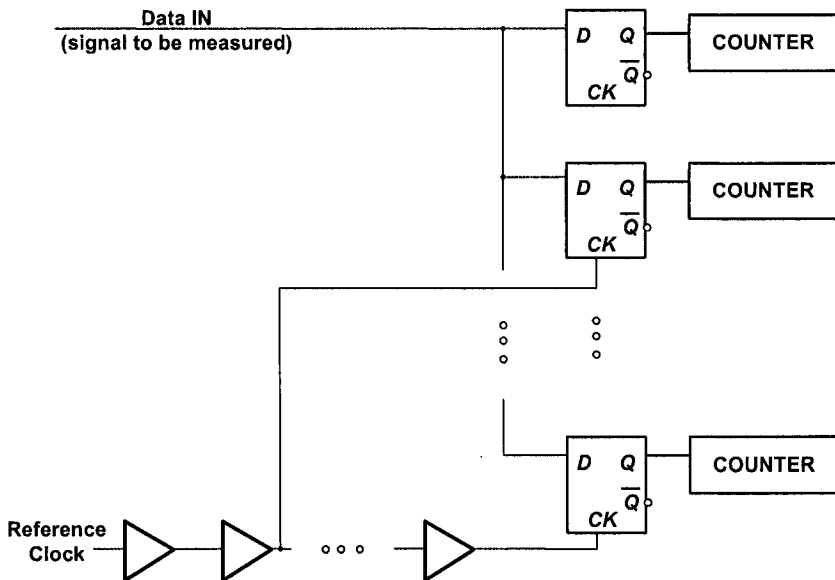 Data IN
(signal to be measured)
D Q
Q
CK
COUNTER
D Q
Q
CK
COUNTER
D Q
Q
CK
COUNTER
Reference
Clock